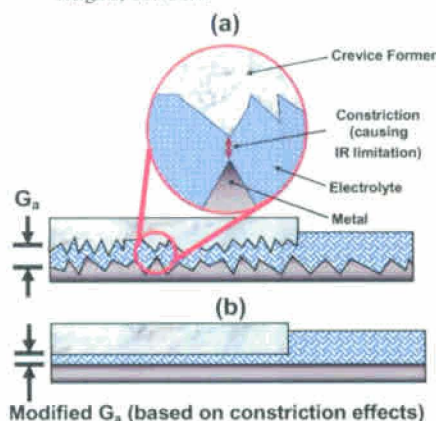 (a)
Crevice Former
Constriction
(causing
IR limitation)
Electrolyte
Metal
Gₐ
(b)
Modified Gₐ (based on constriction effects)